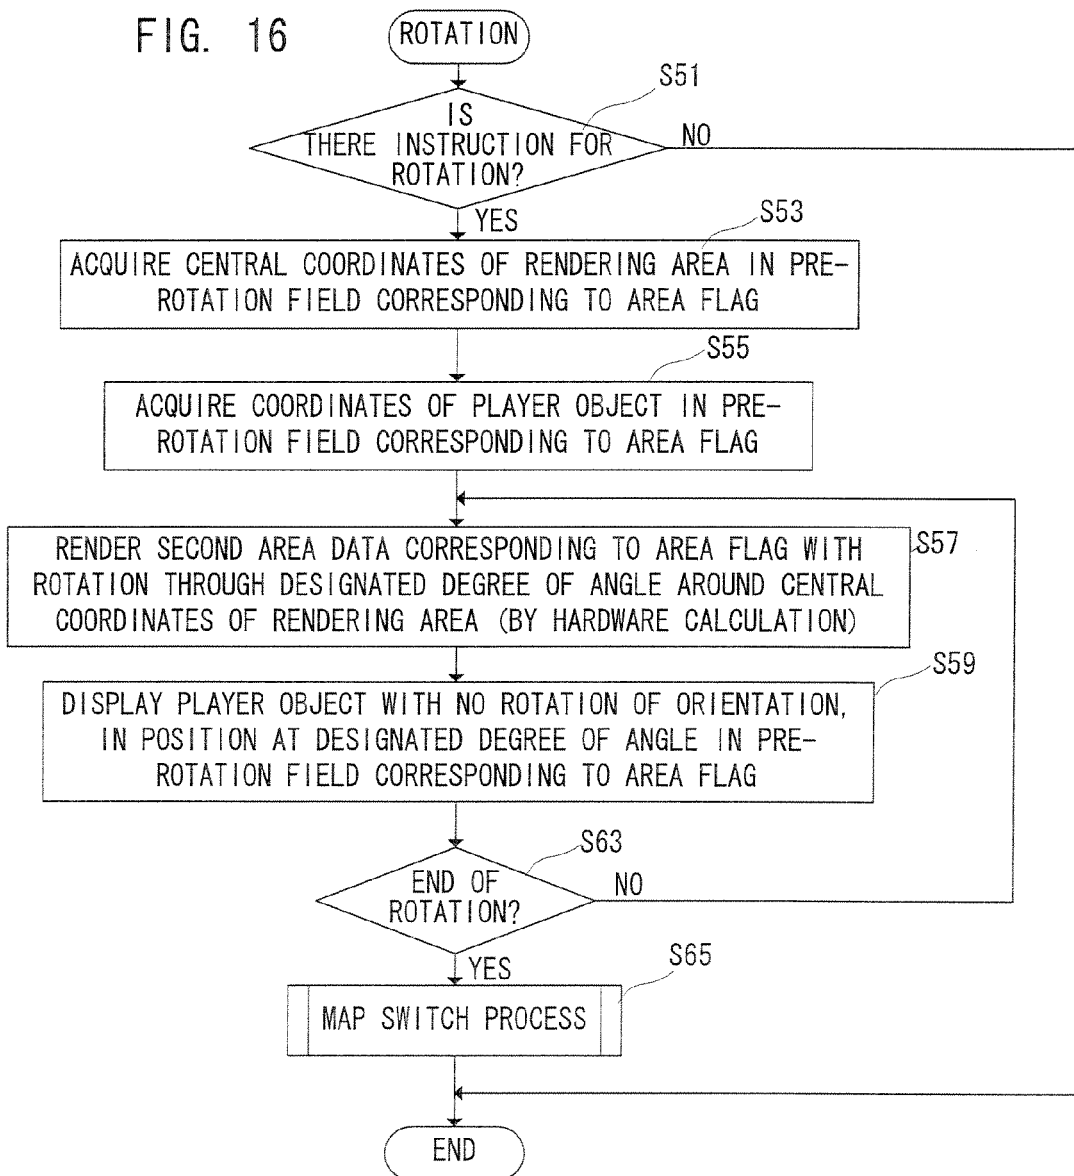 FIG. 16
ROTATION
S51
IS
THERE INSTRUCTION FOR
ROTATION?
NO
YES
S53
ACQUIRE CENTRAL COORDINATES OF RENDERING AREA IN PRE-
ROTATION FIELD CORRESPONDING TO AREA FLAG
S55
ACQUIRE COORDINATES OF PLAYER OBJECT IN PRE-
ROTATION FIELD CORRESPONDING TO AREA FLAG
S57
RENDER SECOND AREA DATA CORRESPONDING TO AREA FLAG WITH
ROTATION THROUGH DESIGNATED DEGREE OF ANGLE AROUND CENTRAL
COORDINATES OF RENDERING AREA (BY HARDWARE CALCULATION)
S59
DISPLAY PLAYER OBJECT WITH NO ROTATION OF ORIENTATION,
IN POSITION AT DESIGNATED DEGREE OF ANGLE IN PRE-
ROTATION FIELD CORRESPONDING TO AREA FLAG
S63
END OF
ROTATION?
NO
YES
S65
MAP SWITCH PROCESS
END